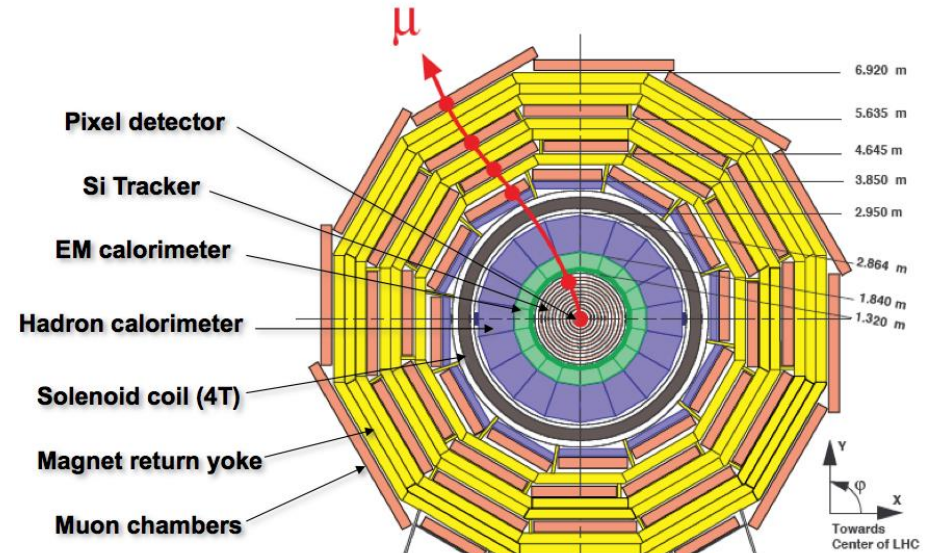 μ
Pixel detector
Si Tracker
EM calorimeter
Hadron calorimeter
Solenoid coil (4T)
Magnet return yoke
Muon chambers
6.920 m
5.635 m
4.645 m
3.850 m
2.950 m
2.864 m
1.840 m
1.320 m
Y
φ
X
Towards
Center of LHC